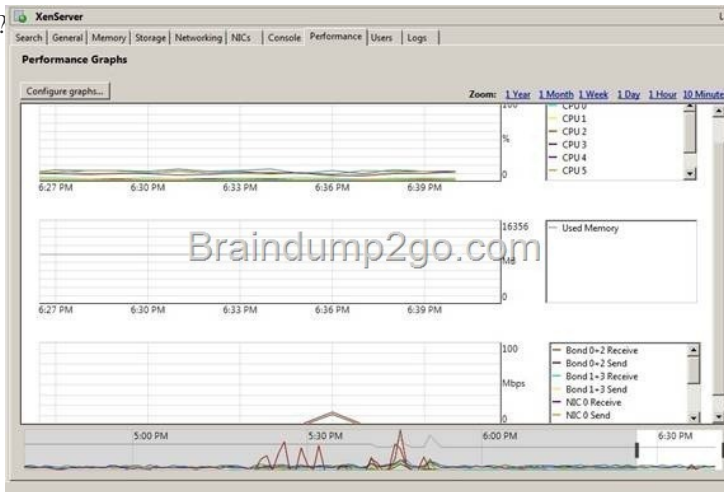 ?
XenServer
L
Search General Memory Storage Networking NICs Console Performance Users Logs
Performance Graphs
Configure graphs...
Zoom: 1 Year 1 Month 1 Week 1 Day 1 Hour 10 Minute
100
%
0
CPU 0
CPU 1
CPU 2
CPU 3
CPU 4
CPU 5
6:27 PM 6:30 PM 6:33 PM 6:36 PM 6:39 PM
16356
MB
0
Used Memory
Braindump2go.com
6:27 PM 6:30 PM 6:33 PM 6:36 PM 6:39 PM
100
Mbps
0
Bond 0+2 Receive
Bond 0+2 Send
Bond 1+3 Receive
Bond 1+3 Send
NIC 0 Receive
NIC 0 Send
5:00 PM 5:30 PM 6:00 PM 6:30 PM